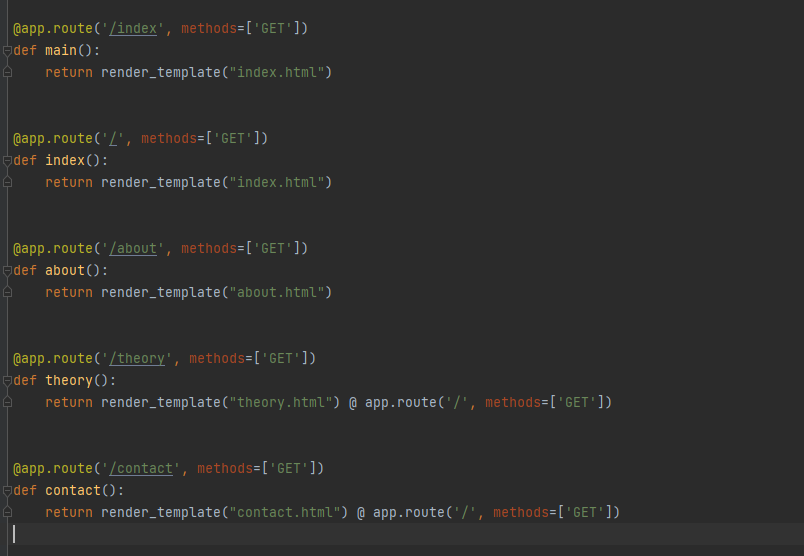 @app.route('/index', methods=['GET'])
def main():
    return render_template("index.html")
@app.route('/', methods=['GET'])
def index():
    return render_template("index.html")
@app.route('/about', methods=['GET'])
def about():
    return render_template("about.html")
@app.route('/theory', methods=['GET'])
def theory():
    return render_template("theory.html") @ app.route('/', methods=['GET'])
@app.route('/contact', methods=['GET'])
def contact():
    return render_template("contact.html") @ app.route('/', methods=['GET'])